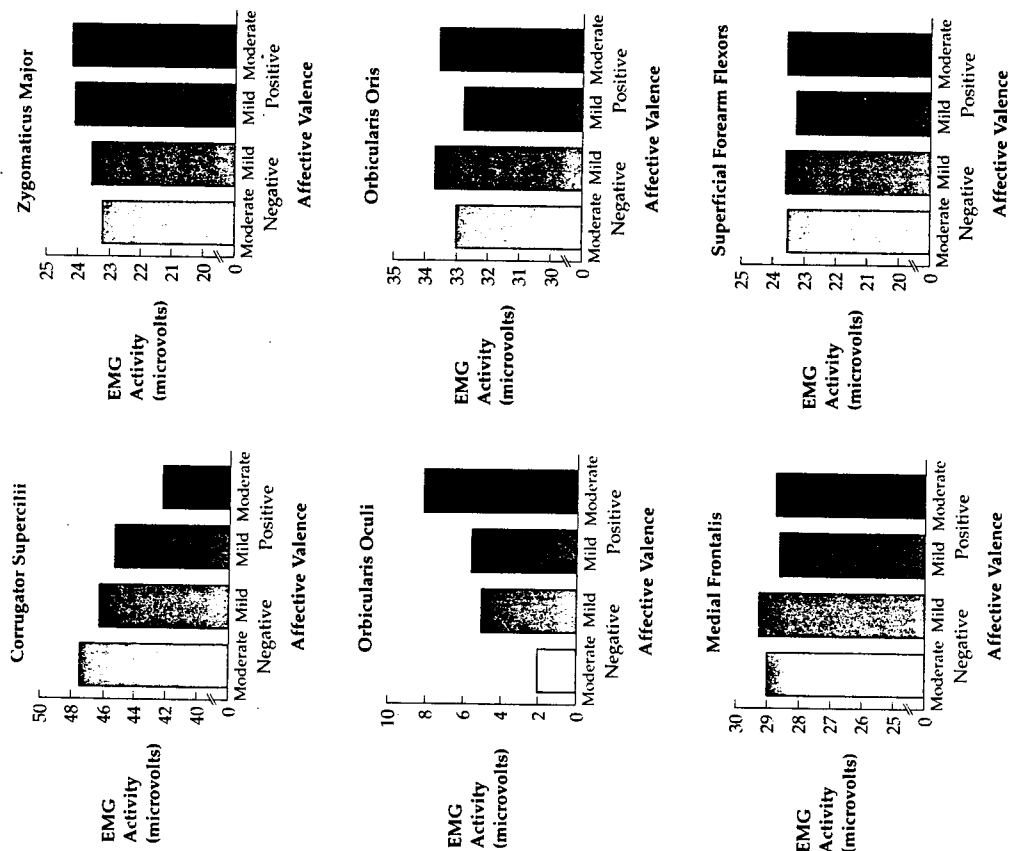 Corrugator Supercilii
EMG
Activity
(microvolts)
50
48
44
42
40
0
Moderate Mild Mild Moderate
Negative Positive
Affective Valence
Zygomaticus Major
EMG
Activity
(microvolts)
25
24
23
22
21
20
0
Moderate Mild Mild Moderate
Negative Positive
Affective Valence
Orbicularis Oculi
EMG
Activity
(microvolts)
10
8
6
4
2
0
Moderate Mild Mild Moderate
Negative Positive
Affective Valence
Orbicularis Oris
EMG
Activity
(microvolts)
35
34
33
32
31
30
0
Moderate Mild Mild Moderate
Negative Positive
Affective Valence
Medial Frontalis
EMG
Activity
(microvolts)
30
29
28
27
26
25
0
Moderate Mild Mild Moderate
Negative Positive
Affective Valence
Superficial Forearm Flexors
EMG
Activity
(microvolts)
25
24
23
22
21
20
0
Moderate Mild Mild Moderate
Negative Positive
Affective Valence